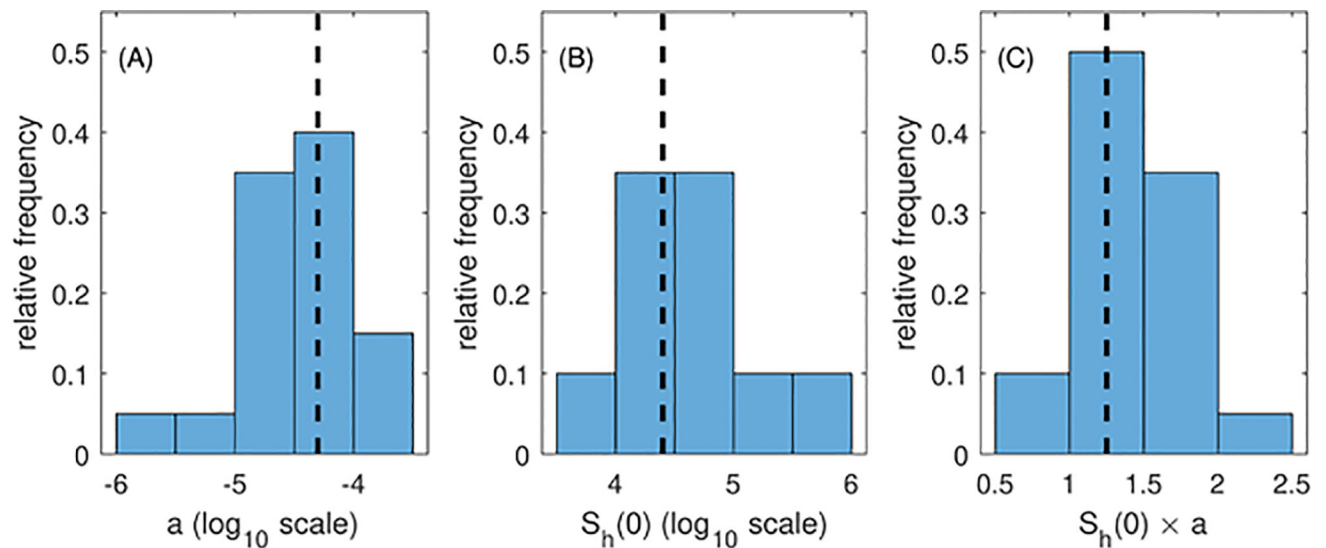 (A)
relative frequency
0.5
0.4
0.3
0.2
0.1
0
-6 -5 -4
a (log10 scale)
(B)
relative frequency
0.5
0.4
0.3
0.2
0.1
0
4 5 6
Sh(0) (log10 scale)
(C)
relative frequency
0.5
0.4
0.3
0.2
0.1
0
0.5 1 1.5 2 2.5
Sh(0) × a